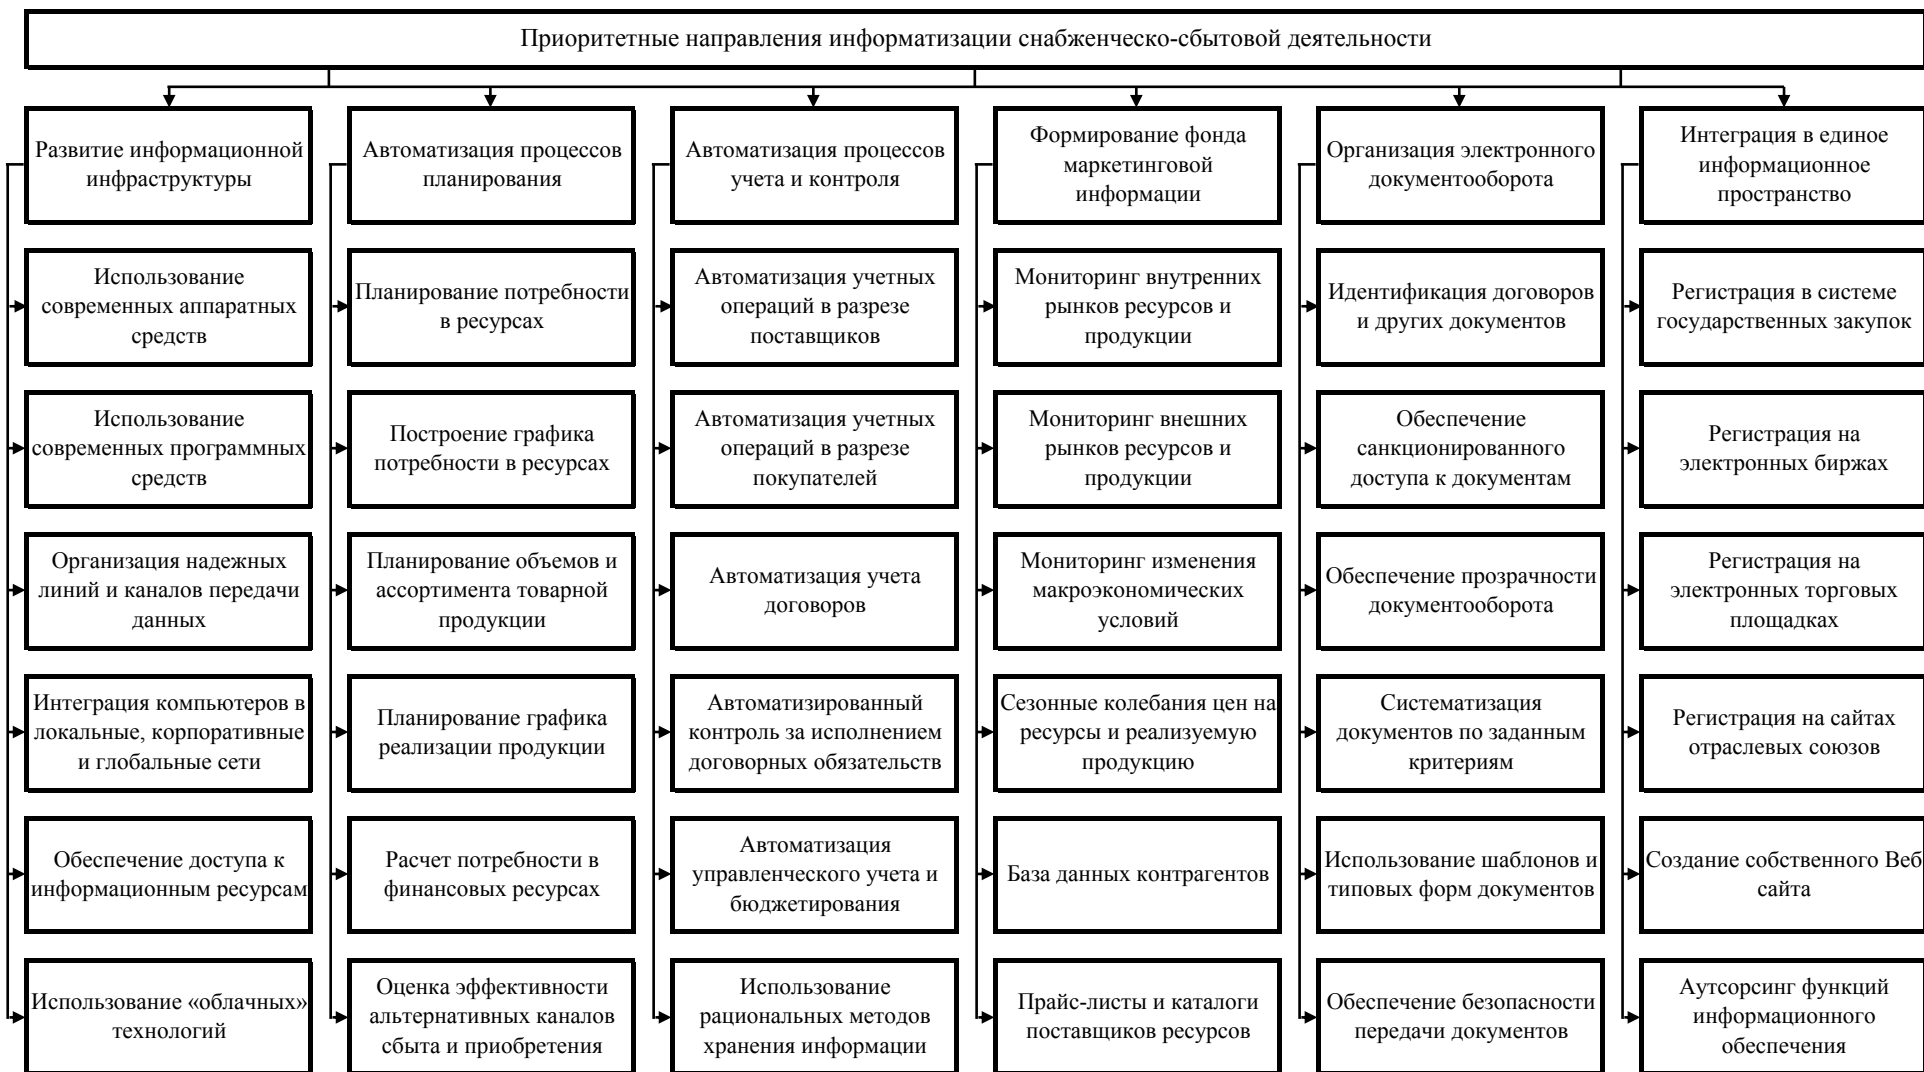 Приоритетные направления информатизации снабженческо-сбытовой деятельности
Развитие информационной
инфраструктуры
Использование
современных аппаратных
средств
Использование
современных программных
средств
Организация надежных
линий и каналов передачи
данных
Интеграция компьютеров в
локальные, корпоративные
и глобальные сети
Обеспечение доступа к
информационным ресурсам
Использование «облачных»
технологий
Автоматизация процессов
планирования
Планирование потребности
в ресурсах
Построение графика
потребности в ресурсах
Планирование объемов и
ассортимента товарной
продукции
Планирование графика
реализации продукции
Расчет потребности в
финансовых ресурсах
Оценка эффективности
альтернативных каналов
сбыта и приобретения
Автоматизация процессов
учета и контроля
Автоматизация учетных
операций в разрезе
поставщиков
Автоматизация учетных
операций в разрезе
покупателей
Автоматизация учета
договоров
Автоматизированный
контроль за исполнением
договорных обязательств
Автоматизация
управленческого учета и
бюджетирования
Использование
рациональных методов
хранения информации
Формирование фонда
маркетинговой
информации
Мониторинг внутренних
рынков ресурсов и
продукции
Мониторинг внешних
рынков ресурсов и
продукции
Мониторинг изменения
макроэкономических
условий
Сезонные колебания цен на
ресурсы и реализуемую
продукцию
База данных контрагентов
Прайс-листы и каталоги
поставщиков ресурсов
Организация электронного
документооборота
Идентификация договоров
и других документов
Обеспечение
санкционированного
доступа к документам
Обеспечение прозрачности
документооборота
Систематизация
документов по заданным
критериям
Использование шаблонов и
типовых форм документов
Обеспечение безопасности
передачи документов
Интеграция в единое
информационное
пространство
Регистрация в системе
государственных закупок
Регистрация на
электронных биржах
Регистрация на
электронных торговых
площадках
Регистрация на сайтах
отраслевых союзов
Создание собственного Веб
сайта
Аутсорсинг функций
информационного
обеспечения